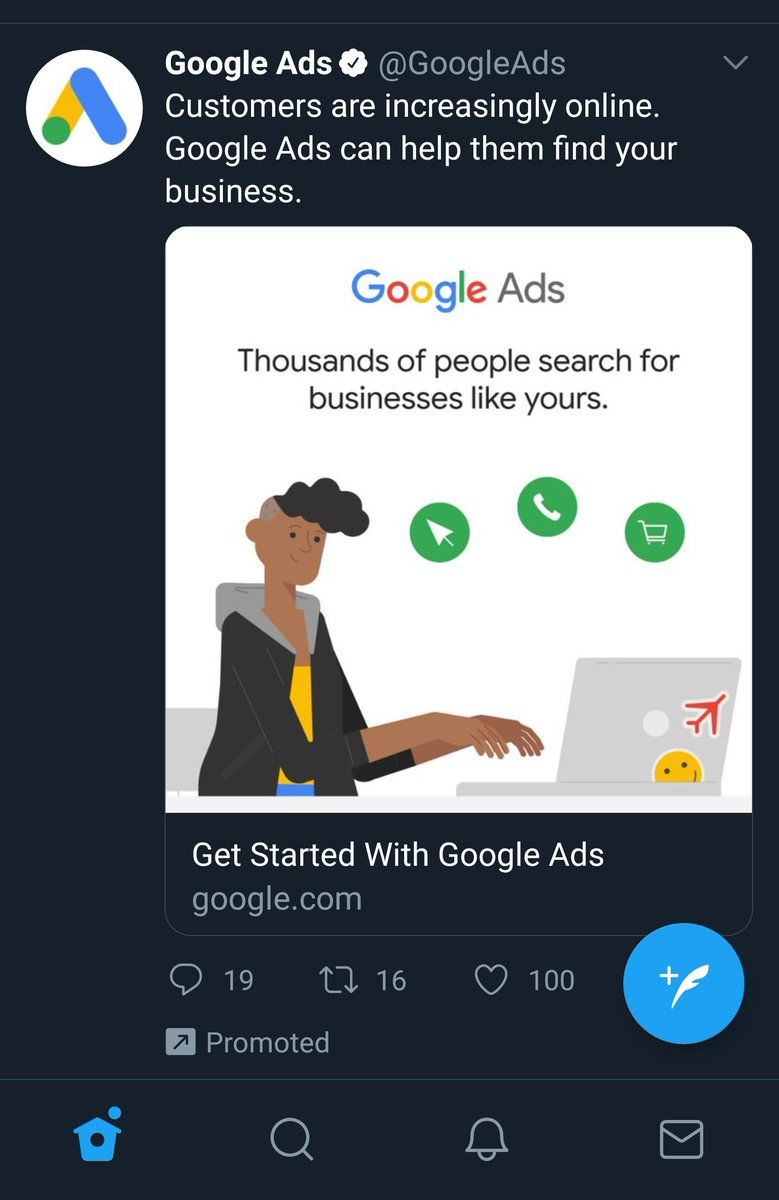 Google Ads @GoogleAds
Customers are increasingly online.
Google Ads can help them find your
business.
Google Ads
Thousands of people search for
businesses like yours.
Get Started With Google Ads
google.com
19 16 100
Promoted